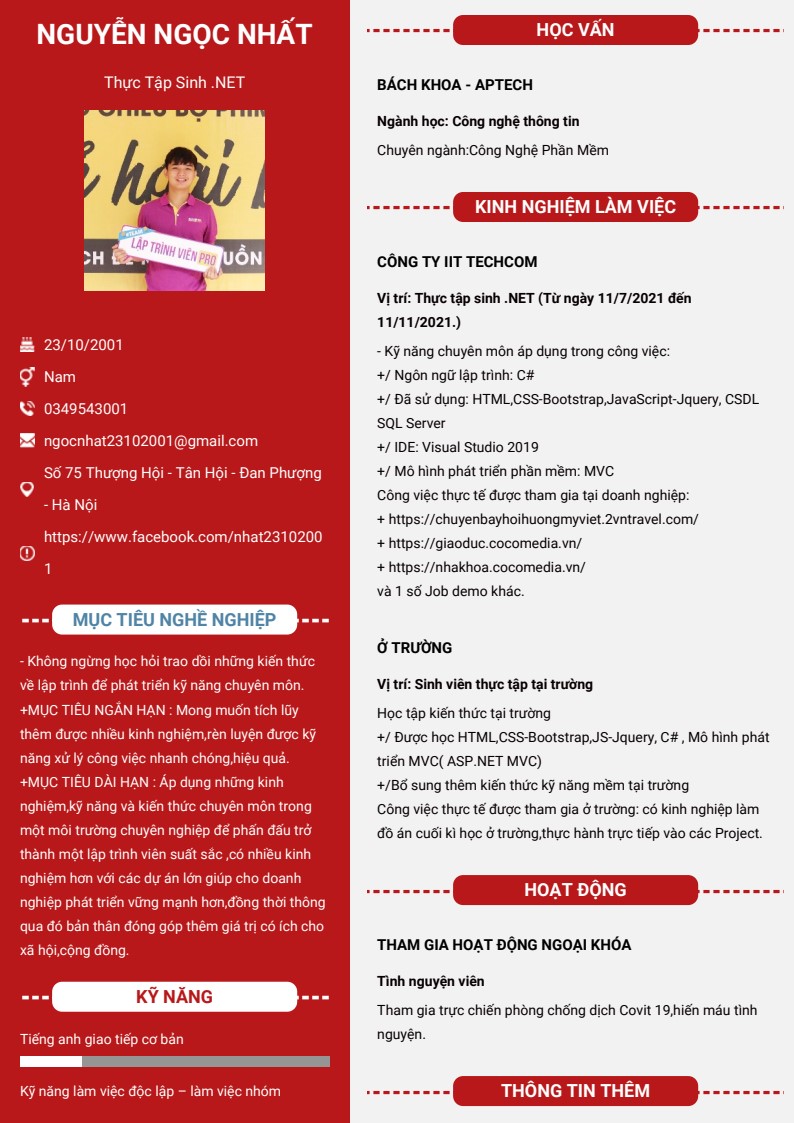 NGUYỄN NGỌC NHẤT
Thực Tập Sinh .NET
LẬP TRÌNH VIÊN PRO
23/10/2001
Nam
0349543001
ngocnhat23102001@gmail.com
Số 75 Thượng Hội - Tân Hội - Đan Phượng
- Hà Nội
https://www.facebook.com/nhat2310200
1
MỤC TIÊU NGHỀ NGHIỆP
- Không ngừng học hỏi trao dồi những kiến thức
về lập trình để phát triển kỹ năng chuyên môn.
+MỤC TIÊU NGẮN HẠN : Mong muốn tích lũy
thêm được nhiều kinh nghiệm,rèn luyện được kỹ
năng xử lý công việc nhanh chóng,hiệu quả.
+MỤC TIÊU DÀI HẠN : Áp dụng những kinh
nghiệm,kỹ năng và kiến thức chuyên môn trong
một môi trường chuyên nghiệp để phấn đấu trở
thành một lập trình viên suất sắc ,có nhiều kinh
nghiệm hơn với các dự án lớn giúp cho doanh
nghiệp phát triển vững mạnh hơn,đồng thời thông
qua đó bản thân đóng góp thêm giá trị có ích cho
xã hội,cộng đồng.
KỸ NĂNG
Tiếng anh giao tiếp cơ bản
Kỹ năng làm việc độc lập – làm việc nhóm
HỌC VẤN
BÁCH KHOA - APTECH
Ngành học: Công nghệ thông tin
Chuyên ngành:Công Nghệ Phần Mềm
KINH NGHIỆM LÀM VIỆC
CÔNG TY IIT TECHCOM
Vị trí: Thực tập sinh .NET (Từ ngày 11/7/2021 đến
11/11/2021.)
- Kỹ năng chuyên môn áp dụng trong công việc:
+/ Ngôn ngữ lập trình: C#
+/ Đã sử dụng: HTML,CSS-Bootstrap,JavaScript-Jquery, CSDL
SQL Server
+/ IDE: Visual Studio 2019
+/ Mô hình phát triển phần mềm: MVC
Công việc thực tế được tham gia tại doanh nghiệp:
+ https://chuyenbayhoihuongmyviet.2vntravel.com/
+ https://giaoduc.cocomedia.vn/
+ https://nhakhoa.cocomedia.vn/
và 1 số Job demo khác.
Ở TRƯỜNG
Vị trí: Sinh viên thực tập tại trường
Học tập kiến thức tại trường
+/ Được học HTML,CSS-Bootstrap,JS-Jquery, C# , Mô hình phát
triển MVC( ASP.NET MVC)
+/Bổ sung thêm kiến thức kỹ năng mềm tại trường
Công việc thực tế được tham gia ở trường: có kinh nghiệp làm
đồ án cuối kì học ở trường,thực hành trực tiếp vào các Project.
HOẠT ĐỘNG
THAM GIA HOẠT ĐỘNG NGOẠI KHÓA
Tình nguyện viên
Tham gia trực chiến phòng chống dịch Covit 19,hiến máu tình
nguyện.
THÔNG TIN THÊM